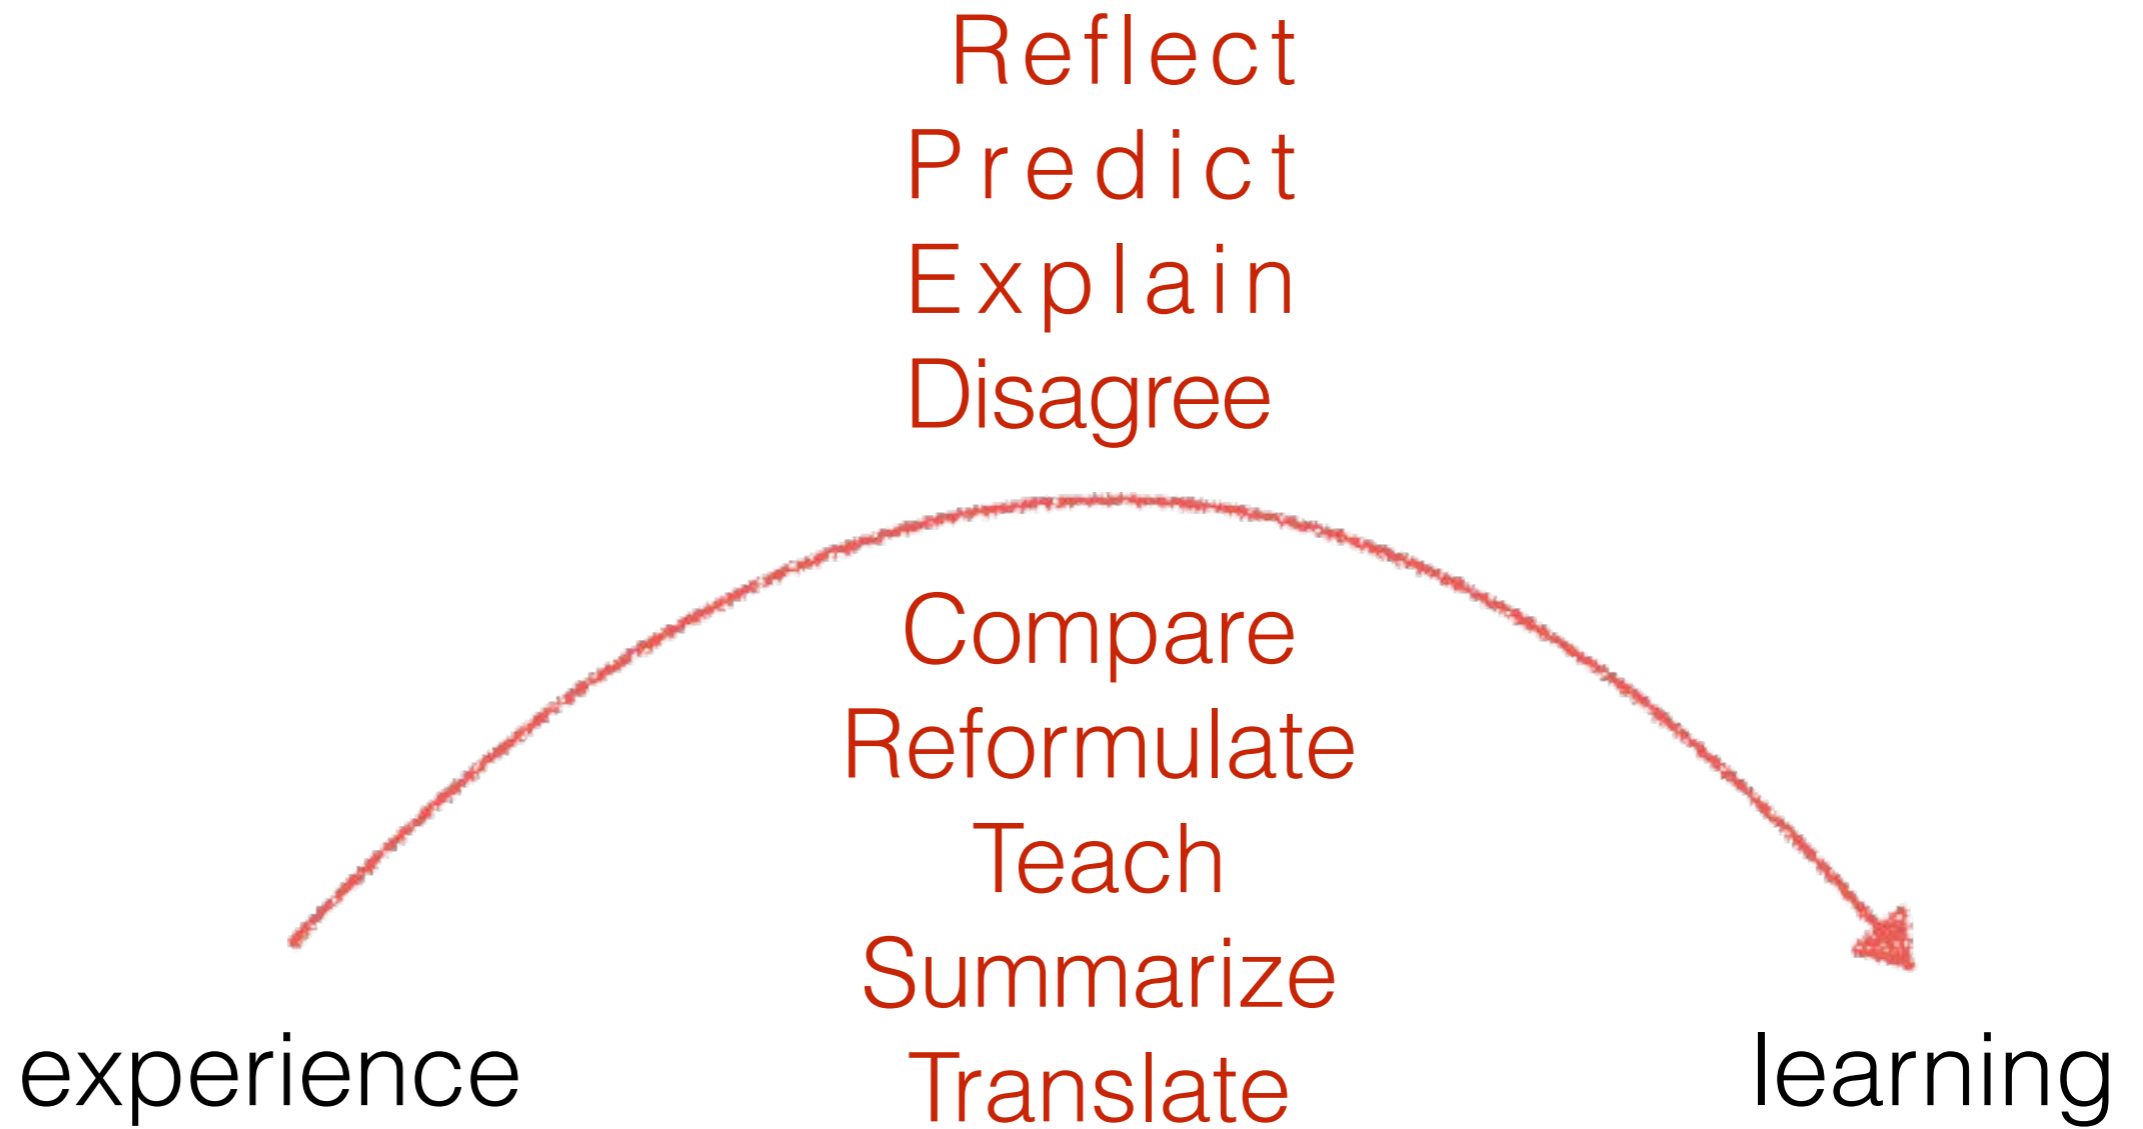 Reflect
Predict
Explain
Disagree
Compare
Reformulate
Teach
Summarize
Translate
experience
learning